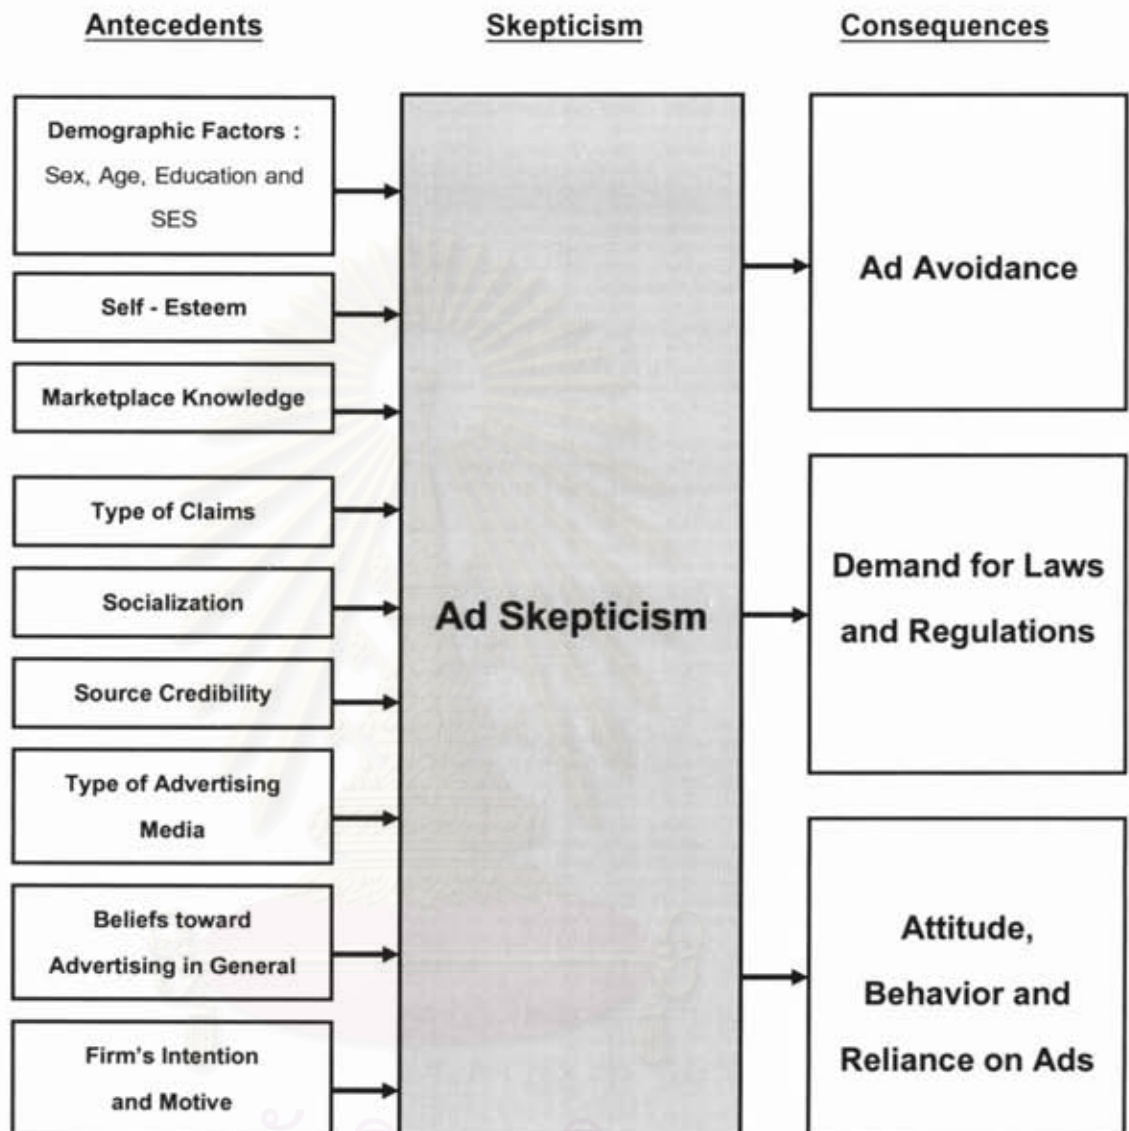 Antecedents
Skepticism
Consequences
Demographic Factors :
Sex, Age, Education and
SES
Self - Esteem
Marketplace Knowledge
Type of Claims
Socialization
Source Credibility
Type of Advertising
Media
Beliefs toward
Advertising in General
Firm's Intention
and Motive
Ad Skepticism
Ad Avoidance
Demand for Laws
and Regulations
Attitude,
Behavior and
Reliance on Ads